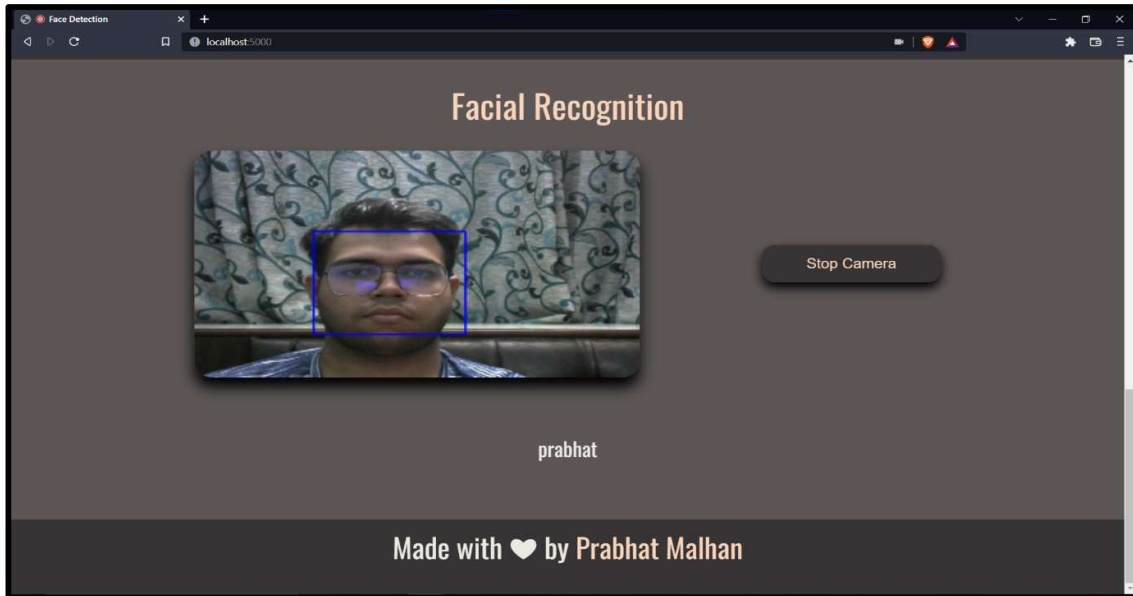 Face Detection
localhost:5000
Facial Recognition
Stop Camera
prabhat
Made with ❤ by Prabhat Malhan